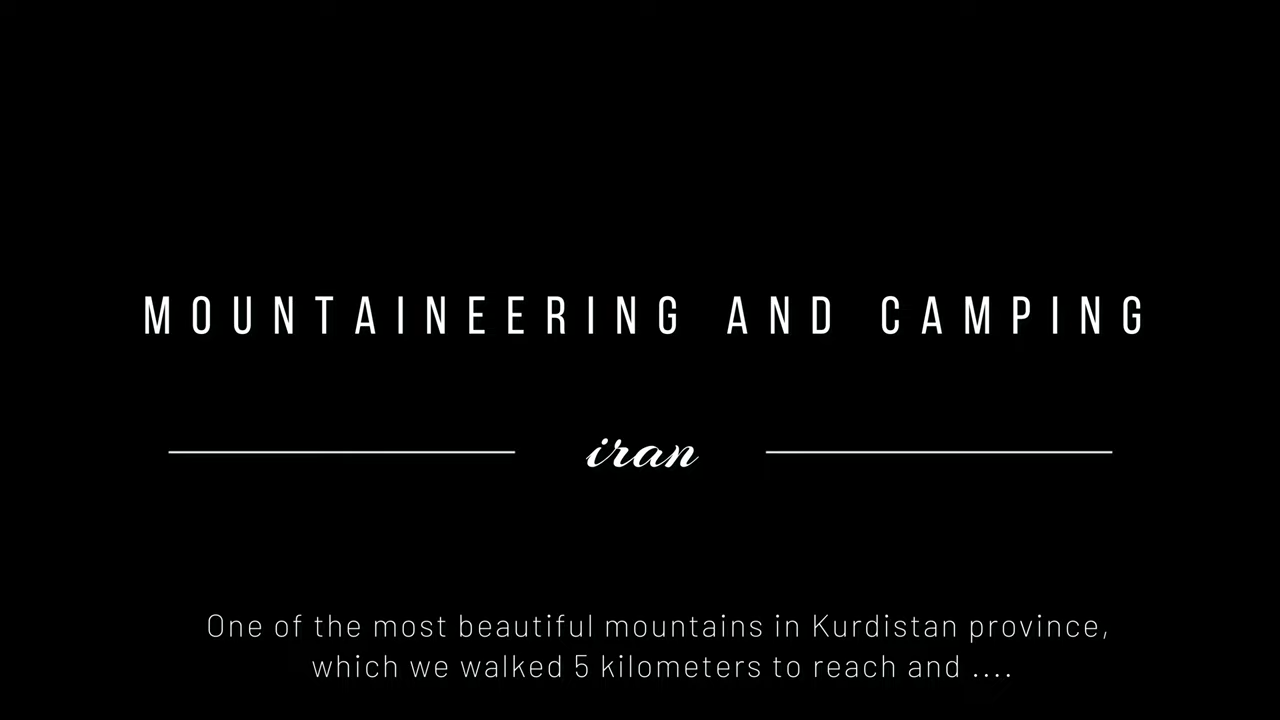 MOUNTAINEERING AND CAMPING
iran
One of the most beautiful mountains in Kurdistan province,
which we walked 5 kilometers to reach and ....